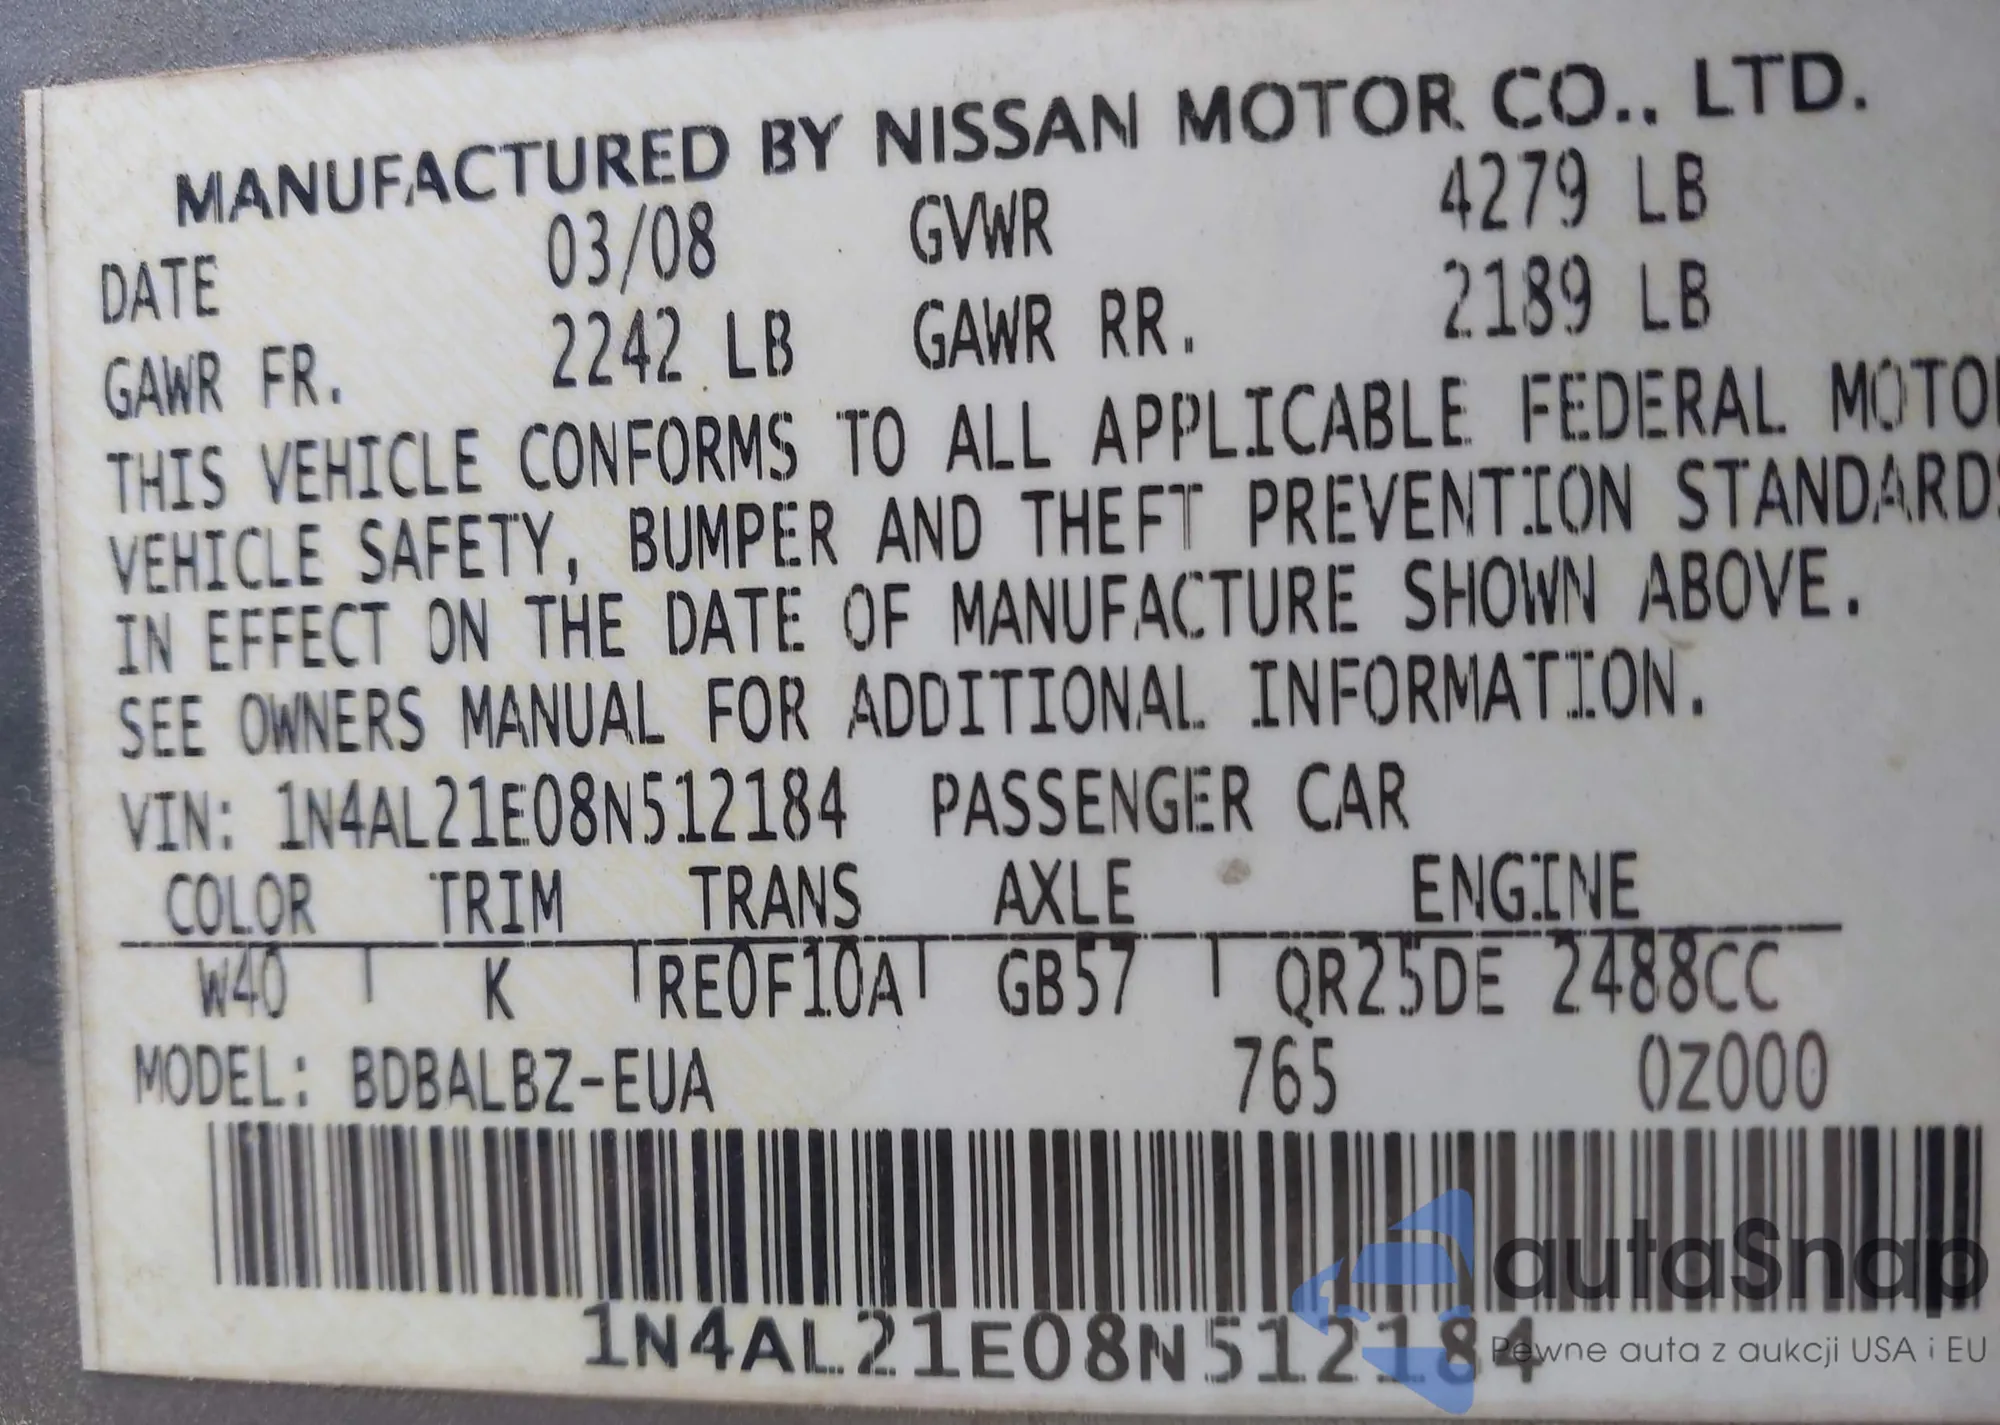 MANUFACTURED BY NISSAN MOTOR CO., LTD.
DATE 03/08 GVWR 4279 LB
GAWR FR. 2242 LB GAWR RR. 2189 LB
THIS VEHICLE CONFORMS TO ALL APPLICABLE FEDERAL MOTOR
VEHICLE SAFETY, BUMPER AND THEFT PREVENTION STANDARDS
IN EFFECT ON THE DATE OF MANUFACTURE SHOWN ABOVE.
SEE OWNERS MANUAL FOR ADDITIONAL INFORMATION.
VIN: 1N4AL21E08N512184 PASSENGER CAR
COLOR TRIM TRANS AXLE ENGINE
W40 K RE0F10A GB57 QR25DE 2488CC
MODEL: BDBALBZ-EUA 765 0Z000
1N4AL21E08N512184
autaSnap
Pewne auta z aukcji USA i EU